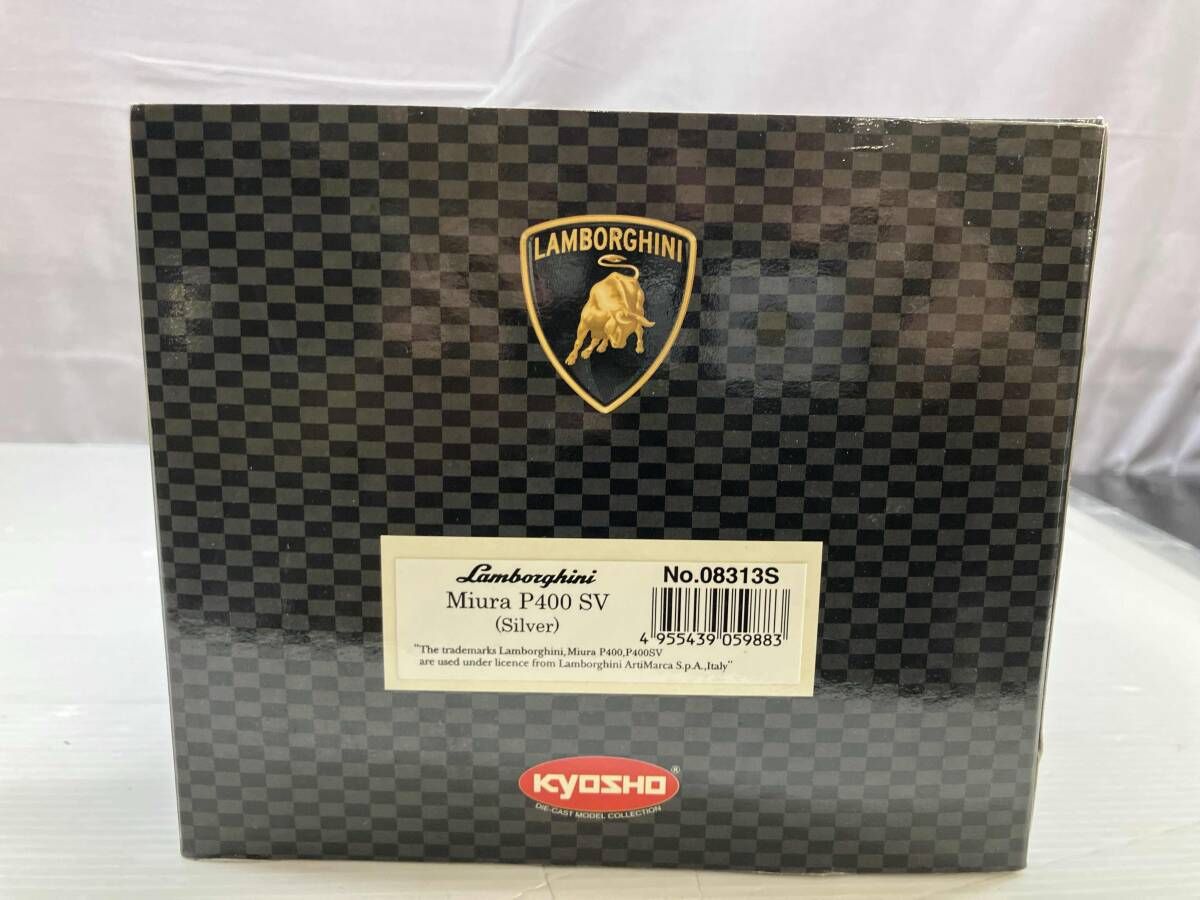 LAMBORGHINI
Lamborghini
Miura P400 SV
(Silver)
No.08313S
4 955439 059883
"The trademarks Lamborghini, Miura P400,P400SV
are used under licence from Lamborghini ArtiMarca S.p.A.,Italy"
KYOSHO®
DIE-CAST MODEL COLLECTION